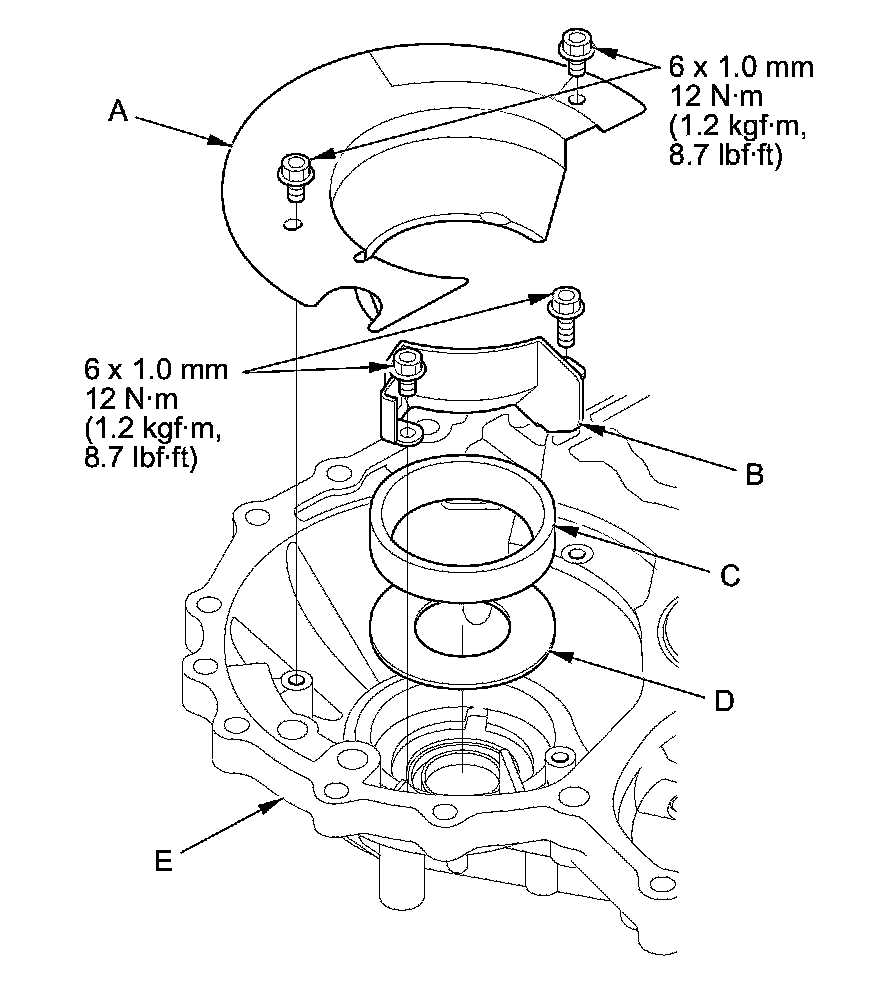 6 x 1.0 mm
12 N·m
(1.2 kgf·m,
8.7 lbf·ft)
A
6 x 1.0 mm
12 N·m
(1.2 kgf·m,
8.7 lbf·ft)
B
C
D
E